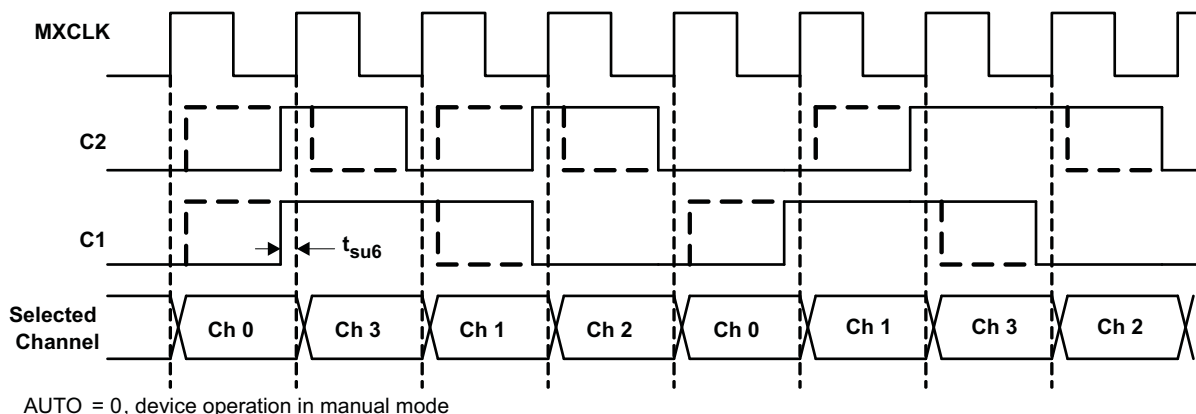 MXCLK
C2
C1
tsu6
Selected
Channel
Ch 0 Ch 3 Ch 1 Ch 2 Ch 0 Ch 1 Ch 3 Ch 2
AUTO = 0, device operation in manual mode